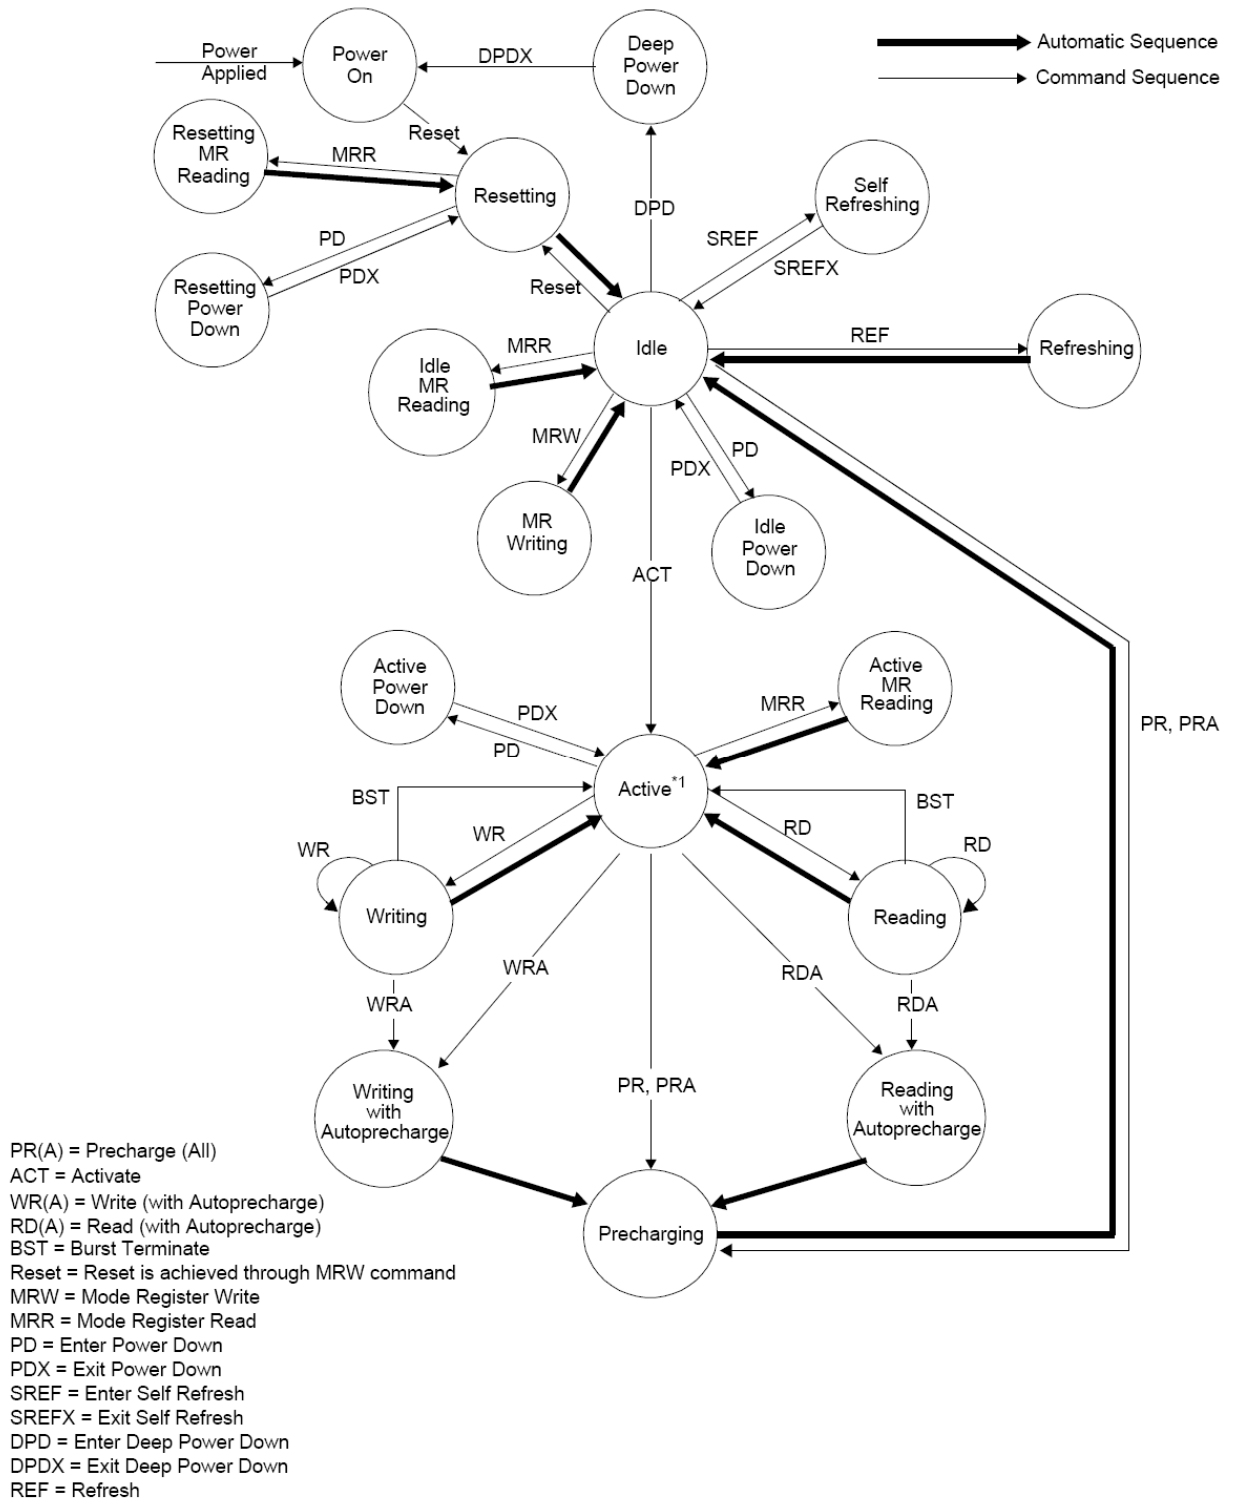 Power
Applied
Power
On
DPDX
Deep
Power
Down
Automatic Sequence
Command Sequence
Reset
Resetting
MR
Reading
MRR
Resetting
DPD
Self
Refreshing
SREF
SREFX
PD
PDX
Resetting
Power
Down
Reset
Idle
REF
Refreshing
MRR
Idle
MR
Reading
MRW
PD
PDX
MR
Writing
Idle
Power
Down
ACT
Active
Power
Down
PDX
PD
MRR
Active
MR
Reading
PR, PRA
Active*1
BST
BST
WR
RD
WR
RD
Writing
Reading
WRA
RDA
WRA
RDA
Writing
with
Autoprecharge
PR, PRA
Reading
with
Autoprecharge
Precharging
PR(A) = Precharge (All)
ACT = Activate
WR(A) = Write (with Autoprecharge)
RD(A) = Read (with Autoprecharge)
BST = Burst Terminate
Reset = Reset is achieved through MRW command
MRW = Mode Register Write
MRR = Mode Register Read
PD = Enter Power Down
PDX = Exit Power Down
SREF = Enter Self Refresh
SREFX = Exit Self Refresh
DPD = Enter Deep Power Down
DPDX = Exit Deep Power Down
REF = Refresh